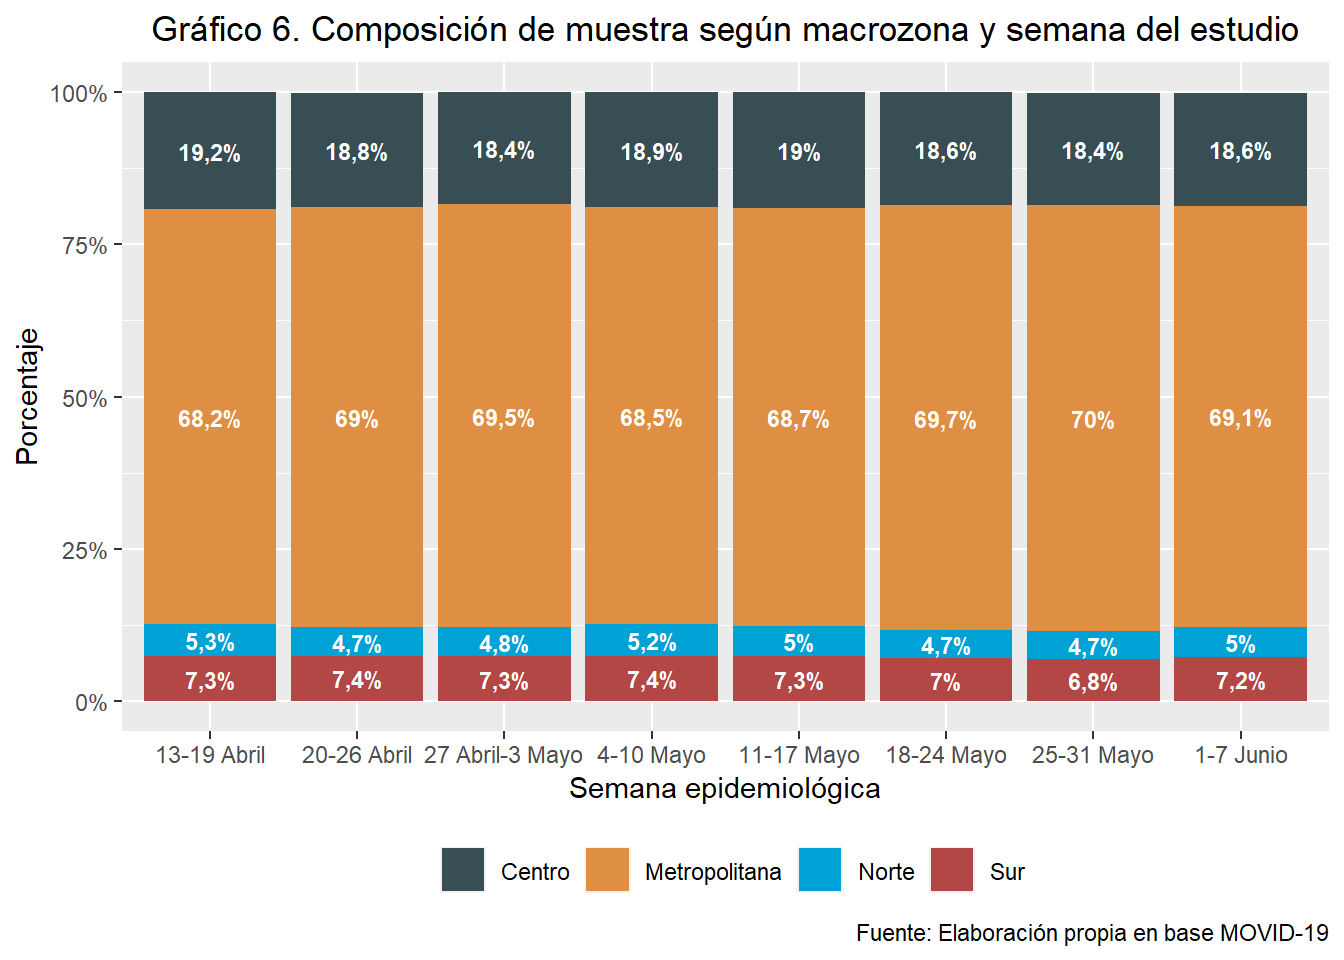 Gráfico 6. Composición de muestra según macrozona y semana del estudio
Porcentaje
100%
75%
50%
25%
0%
19,2% 18,8% 18,4% 18,9% 19% 18,6% 18,4% 18,6%
68,2% 69% 69,5% 68,5% 68,7% 69,7% 70% 69,1%
5,3% 4,7% 4,8% 5,2% 5% 4,7% 4,7% 5%
7,3% 7,4% 7,3% 7,4% 7,3% 7% 6,8% 7,2%
13-19 Abril 20-26 Abril 27 Abril-3 Mayo 4-10 Mayo 11-17 Mayo 18-24 Mayo 25-31 Mayo 1-7 Junio
Semana epidemiológica
Centro Metropolitana Norte Sur
Fuente: Elaboración propia en base MOVID-19